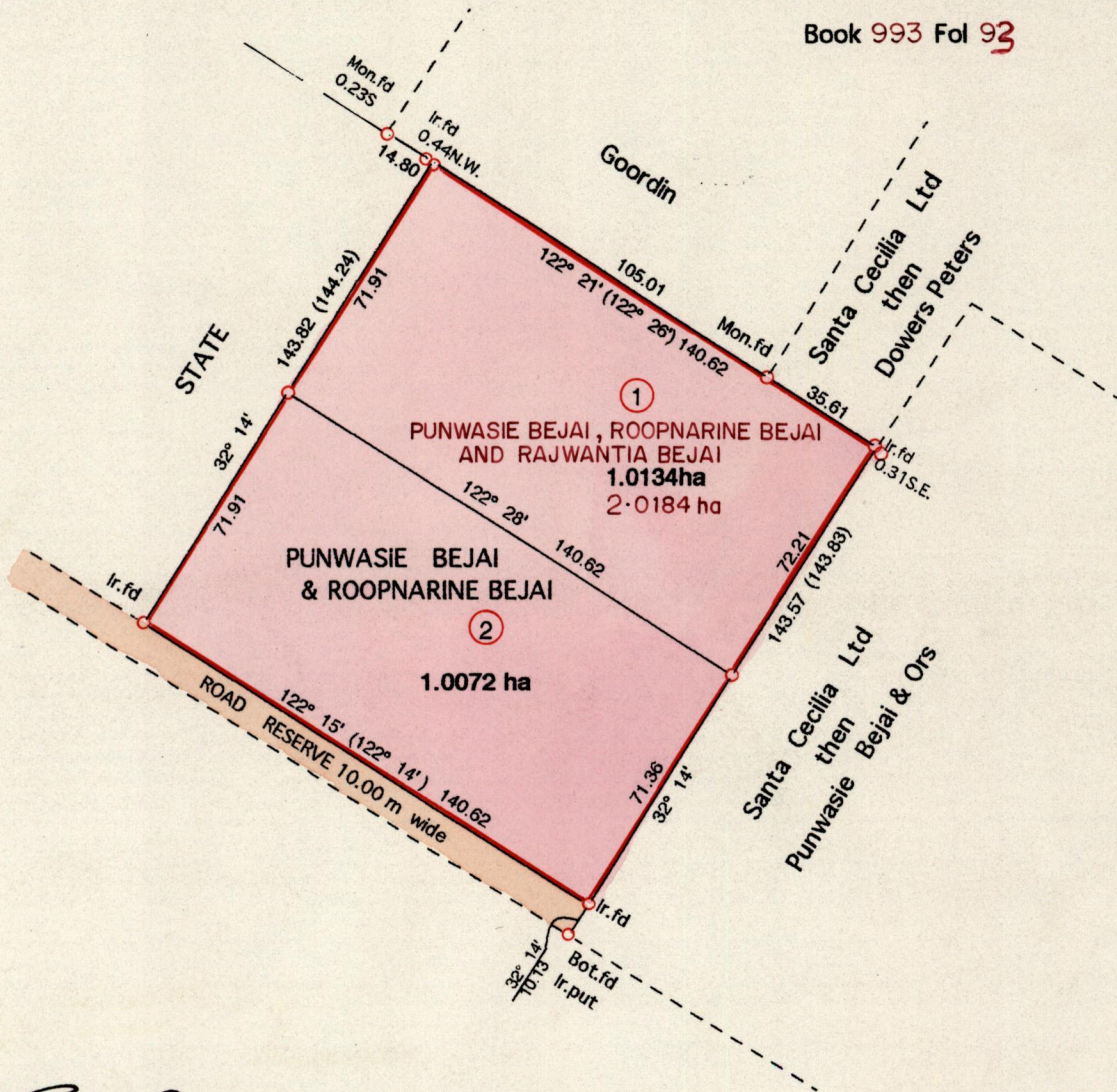 Book 993 Fol 93
Mon.fd
0.23S
Ir.fd
0.44N.W.
14.80
Goordin
Santa Cecilia Ltd
then
Dowers Peters
105.01
122° 21' (122° 26') 140.62
Mon.fd
35.61
Ir.fd
0.31S.E.
STATE
143.82 (144.24)
71.91
32° 14'
71.91
1
PUNWASIE BEJAI, ROOPNARINE BEJAI
AND RAJWANTIA BEJAI
1.0134ha
2.0184 ha
122° 28' 140.62
72.21
143.57 (143.83)
PUNWASIE BEJAI
& ROOPNARINE BEJAI
2
1.0072 ha
Ir.fd
ROAD RESERVE 10.00 m wide
122° 15' (122° 14') 140.62
71.36
32° 14'
Santa Cecilia Ltd
then
Punwasie Bejai & Ors
Ir.fd
32° 14'
10.13
Bot.fd
Ir.put